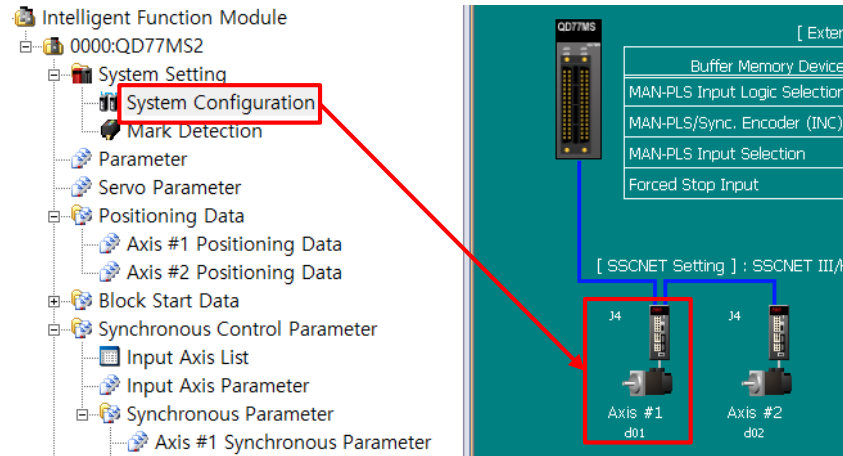 Intelligent Function Module
0000:QD77MS2
System Setting
System Configuration
Mark Detection
Parameter
Servo Parameter
Positioning Data
Axis #1 Positioning Data
Axis #2 Positioning Data
Block Start Data
Synchronous Control Parameter
Input Axis List
Input Axis Parameter
Synchronous Parameter
Axis #1 Synchronous Parameter
QD77MS
[ Exter
Buffer Memory Device
MAN-PLS Input Logic Selection
MAN-PLS/Sync. Encoder (INC)
MAN-PLS Input Selection
Forced Stop Input
[ SSCNET Setting ] : SSCNET III/H
J4
J4
Axis #1
Axis #2
d01
d02